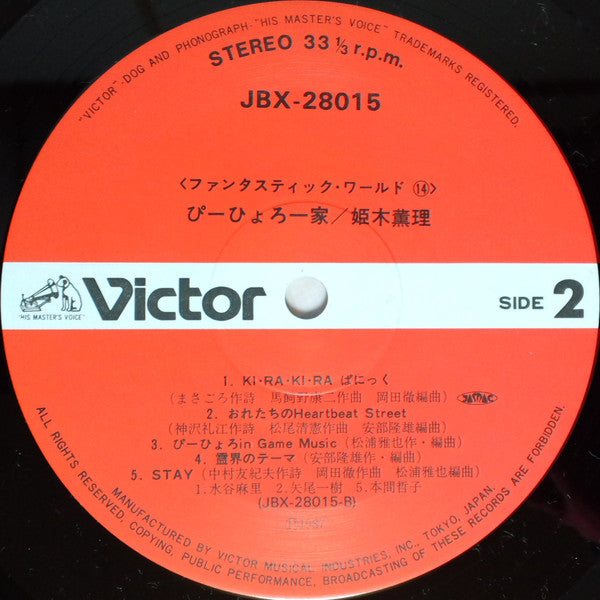 "VICTOR"-DOG AND PHONOGRAPH-"HIS MASTER'S VOICE" TRADEMARKS REGISTERED.
STEREO 33 1/3 r.p.m.
JBX-28015
〈ファンタスティック・ワールド ⑭〉
ぴーひょろ一家／姫木薫理
"HIS MASTER'S VOICE"
Victor
SIDE 2
1. KI・RA・KI・RA ぱにっく
(まさごろ作詩 馬飼野康二作曲 岡田徹編曲)
JASRAC
2. おれたちのHeartbeat Street
(神沢礼江作詩 松尾清憲作曲 安部隆雄編曲)
3. ぴーひょろin Game Music (松浦雅也作・編曲)
4. 霊界のテーマ (安部隆雄作・編曲)
5. STAY (中村友紀夫作詩 岡田徹作曲 松浦雅也編曲)
1.水谷麻里 2.矢尾一樹 5.本間哲子
(JBX-28015-B)
Ⓟ1987
ALL RIGHTS RESERVED, COPYING, PUBLIC PERFORMANCE, BROADCASTING OF THESE RECORDS ARE FORBIDDEN.
MANUFACTURED BY VICTOR MUSICAL INDUSTRIES, INC., TOKYO, JAPAN.